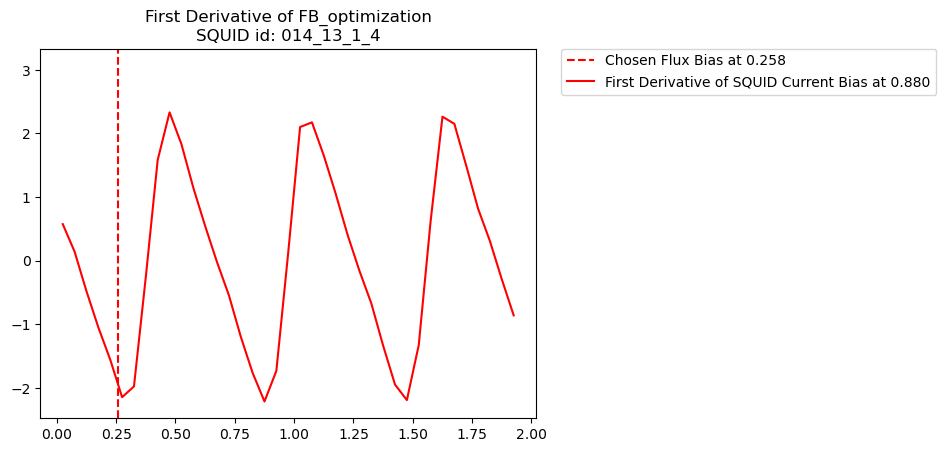 First Derivative of FB_optimization
SQUID id: 014_13_1_4
Chosen Flux Bias at 0.258
First Derivative of SQUID Current Bias at 0.880
3
2
1
0
−1
−2
0.00 0.25 0.50 0.75 1.00 1.25 1.50 1.75 2.00